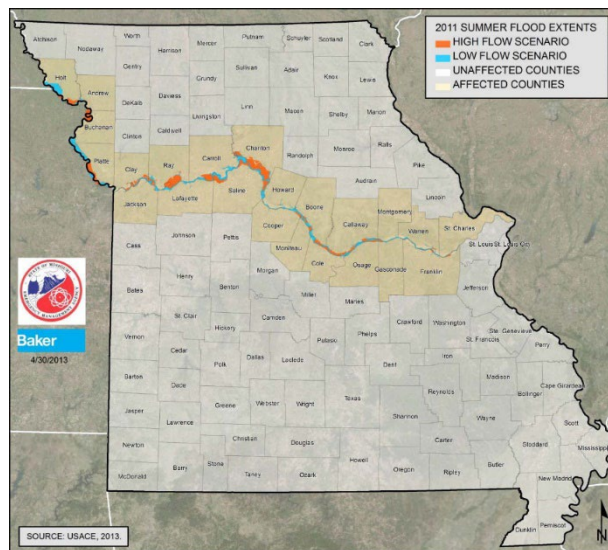 2011 SUMMER FLOOD EXTENTS
HIGH FLOW SCENARIO
LOW FLOW SCENARIO
UNAFFECTED COUNTIES
AFFECTED COUNTIES
Atchison
Nodaway
Worth
Harrison
Mercer
Putnam
Schuyler
Scotland
Clark
Gentry
Sullivan
Adair
Knox
Lewis
Holt
Andrew
DeKalb
Daviess
Grundy
Linn
Macon
Shelby
Marion
Buchanan
Clinton
Caldwell
Livingston
Chariton
Randolph
Monroe
Ralls
Pike
Platte
Clay
Ray
Carroll
Audrain
Lincoln
Jackson
Lafayette
Saline
Howard
Boone
Callaway
Montgomery
Warren
St. Charles
St. Louis
St. Louis City
Cooper
Moniteau
Cole
Osage
Gasconade
Franklin
Jefferson
Cass
Johnson
Pettis
Morgan
Miller
Maries
Bates
Henry
Benton
Camden
Crawford
Washington
Ste. Genevieve
St. Francois
Perry
St. Clair
Hickory
Pulaski
Phelps
Iron
Madison
Bollinger
Cape Girardeau
Vernon
Cedar
Polk
Dallas
Laclede
Dent
Reynolds
Wayne
Scott
Barton
Dade
Greene
Webster
Wright
Texas
Shannon
Carter
Stoddard
Mississippi
Jasper
Lawrence
Christian
Douglas
Howell
Oregon
Ripley
Butler
New Madrid
Newton
McDonald
Barry
Stone
Taney
Ozark
Dunklin
Pemiscot
Baker
4/30/2013
SOURCE: USACE, 2013.
N